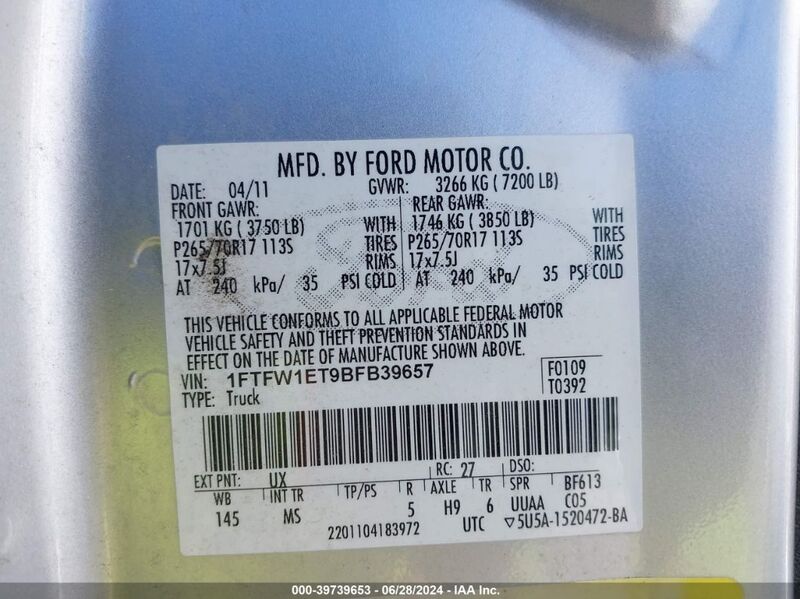 MFD. BY FORD MOTOR CO.
DATE: 04/11 GVWR: 3266 KG ( 7200 LB)
FRONT GAWR: REAR GAWR:
1701 KG ( 3750 LB) WITH 1746 KG ( 3850 LB) WITH
P265/70R17 113S TIRES P265/70R17 113S TIRES
17x7.5J RIMS 17x7.5J RIMS
AT 240 kPa/ 35 PSI COLD AT 240 kPa/ 35 PSI COLD
THIS VEHICLE CONFORMS TO ALL APPLICABLE FEDERAL MOTOR
VEHICLE SAFETY AND THEFT PREVENTION STANDARDS IN
EFFECT ON THE DATE OF MANUFACTURE SHOWN ABOVE.
VIN: 1FTFW1ET9BFB39657 F0109
TYPE: Truck T0392
EXT PNT: UX RC: 27 DSO:
WB INT TR TP/PS R AXLE TR SPR BF613
145 MS 5 H9 6 UUAA C05
2201104183972 UTC ▽5U5A-1520472-BA
000-39739653 / 06/28/2024 - IAA Inc.